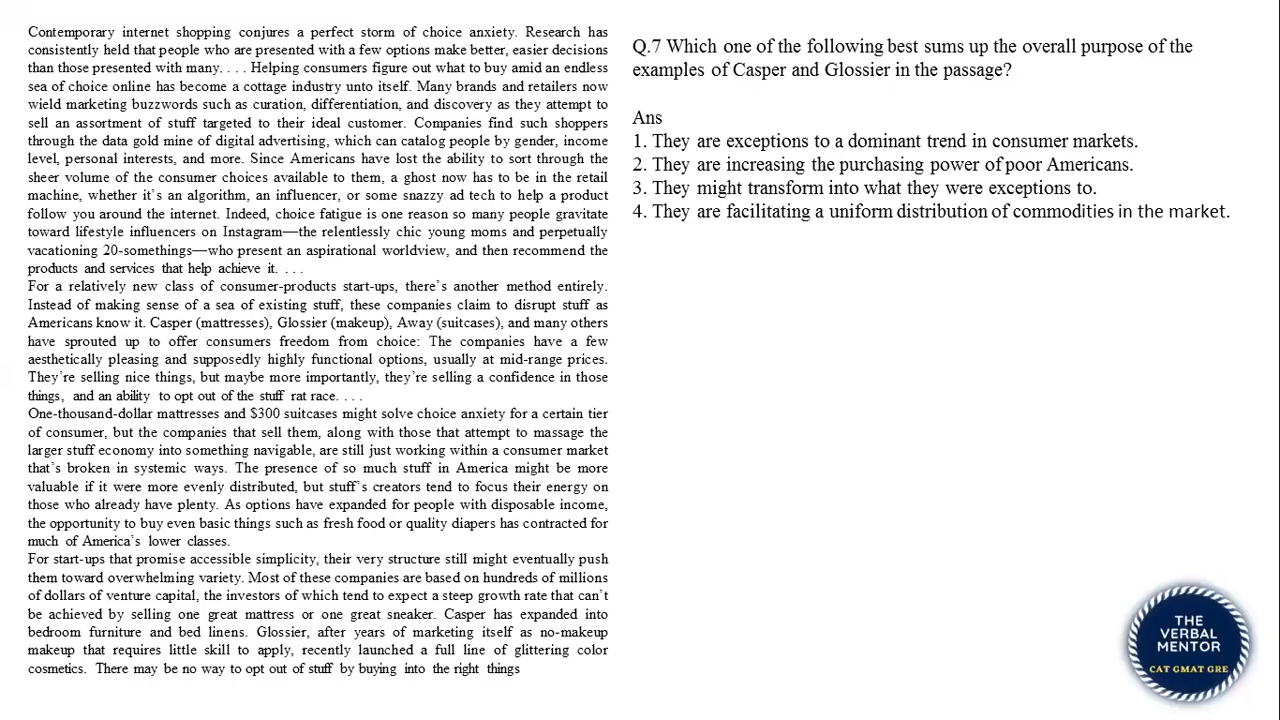 Contemporary internet shopping conjures a perfect storm of choice anxiety. Research has
consistently held that people who are presented with a few options make better, easier decisions
than those presented with many. . . . Helping consumers figure out what to buy amid an endless
sea of choice online has become a cottage industry unto itself. Many brands and retailers now
wield marketing buzzwords such as curation, differentiation, and discovery as they attempt to
sell an assortment of stuff targeted to their ideal customer. Companies find such shoppers
through the data gold mine of digital advertising, which can catalog people by gender, income
level, personal interests, and more. Since Americans have lost the ability to sort through the
sheer volume of the consumer choices available to them, a ghost now has to be in the retail
machine, whether it's an algorithm, an influencer, or some snazzy ad tech to help a product
follow you around the internet. Indeed, choice fatigue is one reason so many people gravitate
toward lifestyle influencers on Instagram—the relentlessly chic young moms and perpetually
vacationing 20-somethings—who present an aspirational worldview, and then recommend the
products and services that help achieve it. . . .
For a relatively new class of consumer-products start-ups, there's another method entirely.
Instead of making sense of a sea of existing stuff, these companies claim to disrupt stuff as
Americans know it. Casper (mattresses), Glossier (makeup), Away (suitcases), and many others
have sprouted up to offer consumers freedom from choice: The companies have a few
aesthetically pleasing and supposedly highly functional options, usually at mid-range prices.
They're selling nice things, but maybe more importantly, they're selling a confidence in those
things, and an ability to opt out of the stuff rat race. . . .
One-thousand-dollar mattresses and $300 suitcases might solve choice anxiety for a certain tier
of consumer, but the companies that sell them, along with those that attempt to massage the
larger stuff economy into something navigable, are still just working within a consumer market
that's broken in systemic ways. The presence of so much stuff in America might be more
valuable if it were more evenly distributed, but stuff's creators tend to focus their energy on
those who already have plenty. As options have expanded for people with disposable income,
the opportunity to buy even basic things such as fresh food or quality diapers has contracted for
much of America's lower classes.
For start-ups that promise accessible simplicity, their very structure still might eventually push
them toward overwhelming variety. Most of these companies are based on hundreds of millions
of dollars of venture capital, the investors of which tend to expect a steep growth rate that can't
be achieved by selling one great mattress or one great sneaker. Casper has expanded into
bedroom furniture and bed linens. Glossier, after years of marketing itself as no-makeup
makeup that requires little skill to apply, recently launched a full line of glittering color
cosmetics. There may be no way to opt out of stuff by buying into the right things
Q.7 Which one of the following best sums up the overall purpose of the
examples of Casper and Glossier in the passage?
Ans
1. They are exceptions to a dominant trend in consumer markets.
2. They are increasing the purchasing power of poor Americans.
3. They might transform into what they were exceptions to.
4. They are facilitating a uniform distribution of commodities in the market.
THE
VERBAL
MENTOR
CAT GMAT GRE